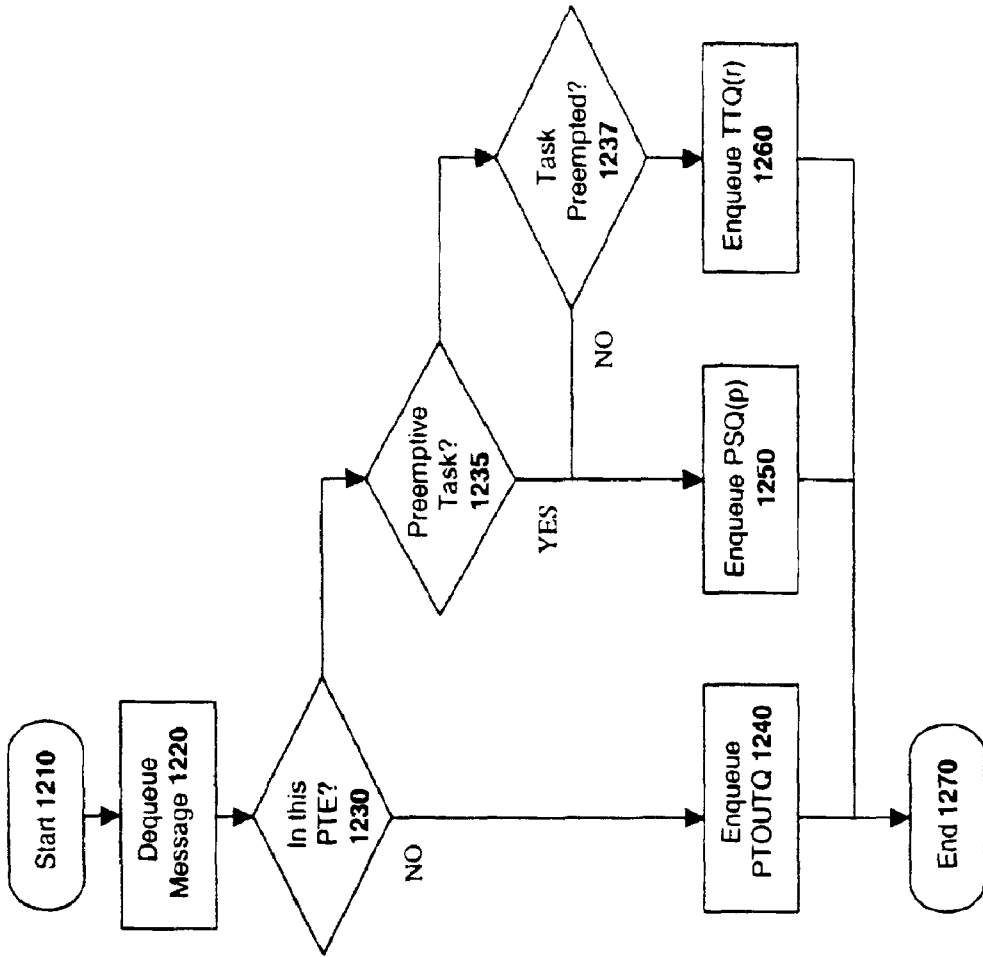 Start 1210
Dequeue
Message 1220
In this
PTE?
1230
NO
Preemptive
Task?
1235
YES
Task
Preempted?
1237
NO
Enqueue
PTOUTQ 1240
Enqueue PSQ(p)
1250
Enqueue TTQ(r)
1260
End 1270